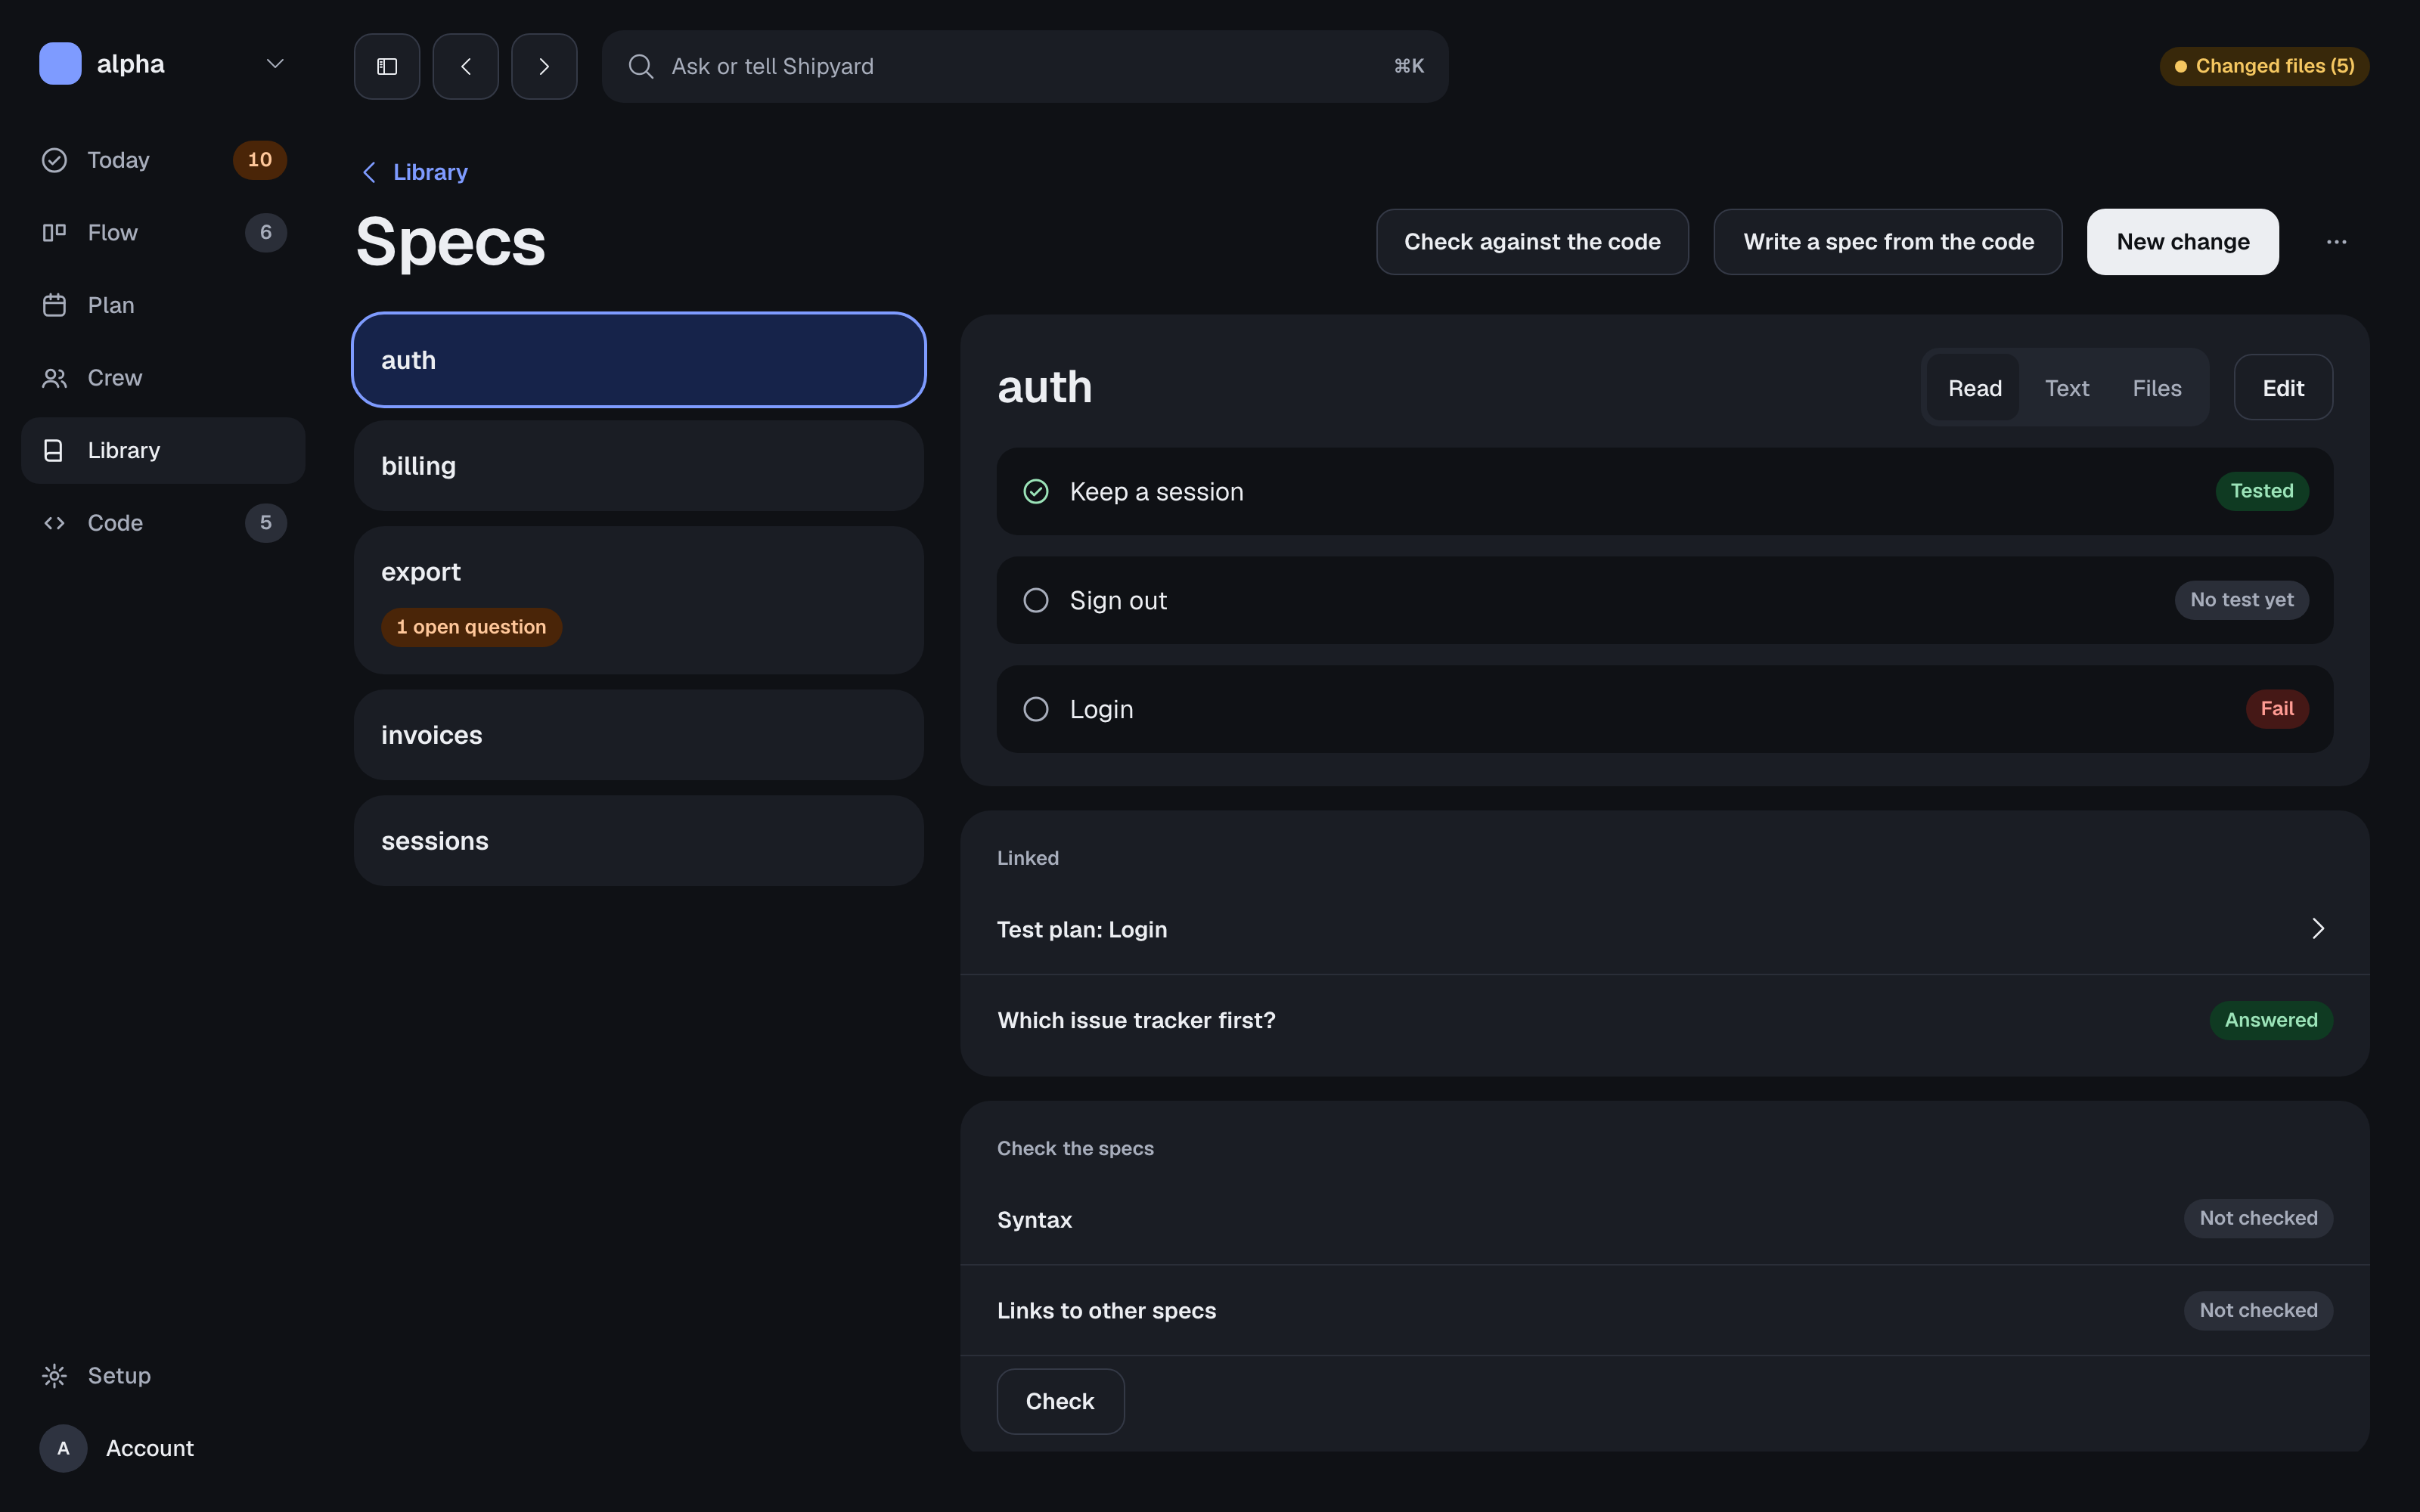 alpha
Ask or tell Shipyard
⌘K
Changed files (5)
Today
10
Flow
6
Plan
Crew
Library
Code
5
Setup
A
Account
Library
Specs
Check against the code
Write a spec from the code
New change
auth
billing
export
1 open question
invoices
sessions
auth
Read
Text
Files
Edit
Keep a session
Tested
Sign out
No test yet
Login
Fail
Linked
Test plan: Login
Which issue tracker first?
Answered
Check the specs
Syntax
Not checked
Links to other specs
Not checked
Check